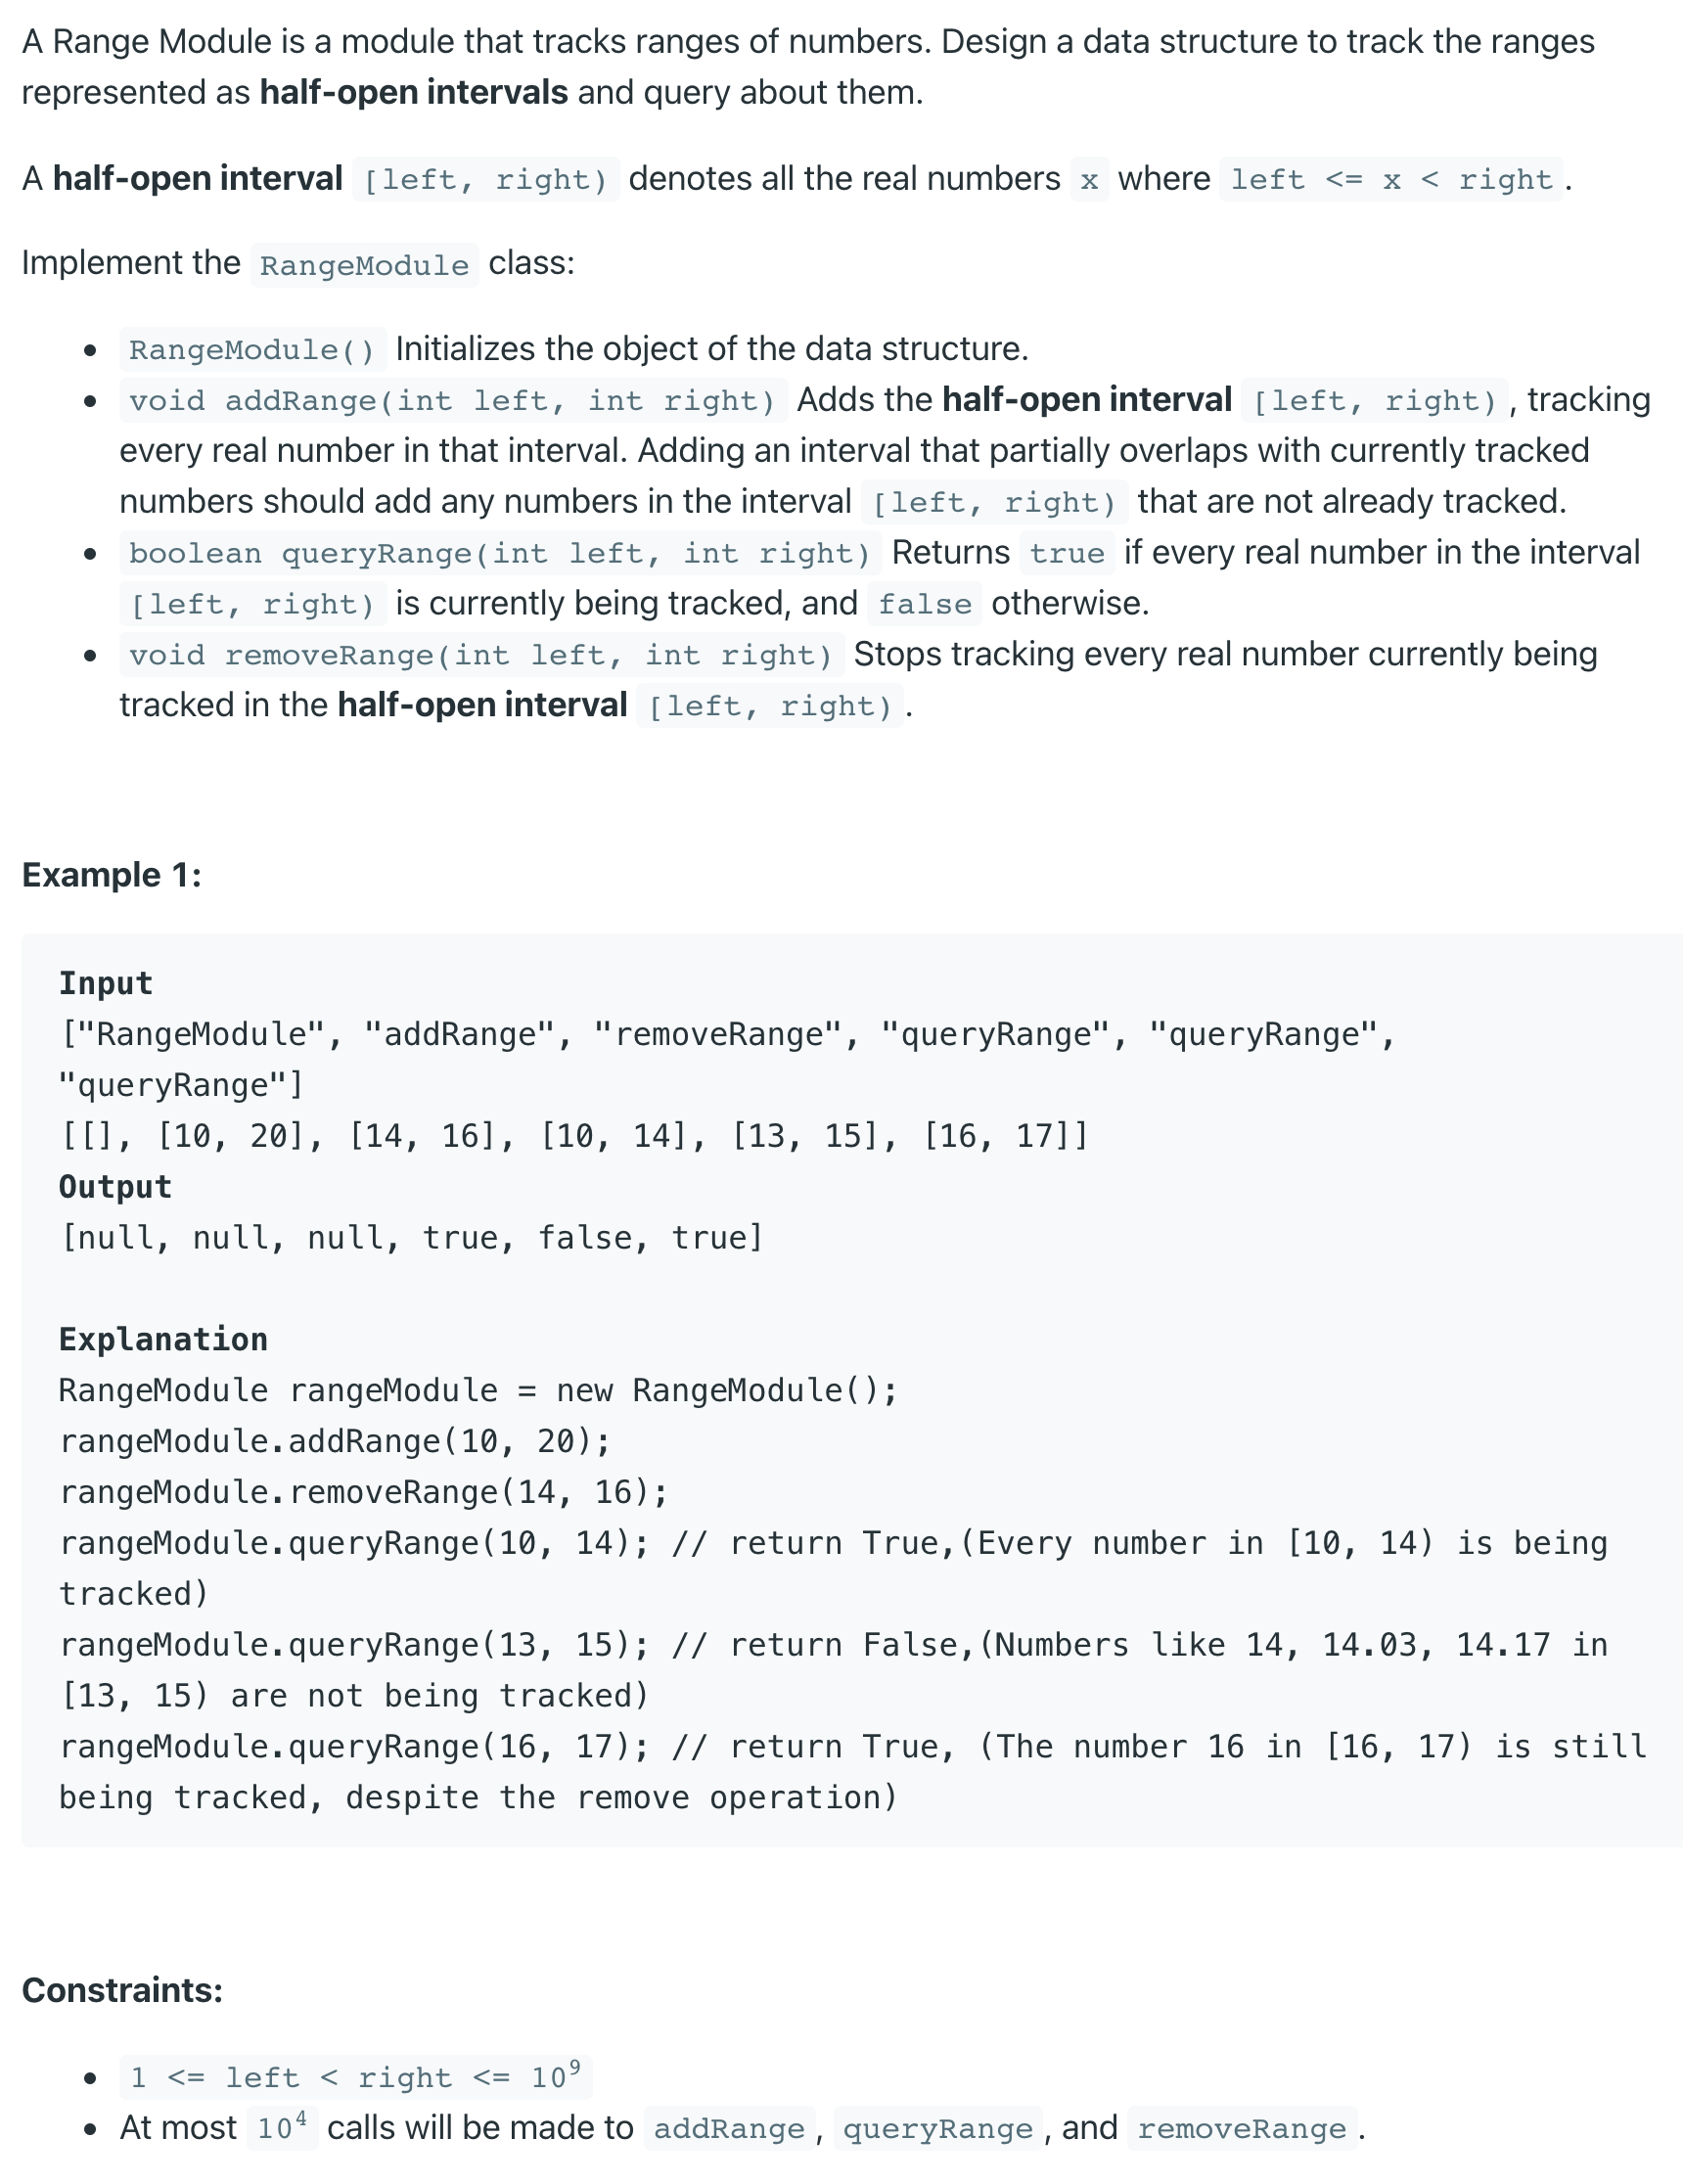 A Range Module is a module that tracks ranges of numbers. Design a data structure to track the ranges
represented as half-open intervals and query about them.
A half-open interval [left, right) denotes all the real numbers x where left <= x < right.
Implement the RangeModule class:
• RangeModule() Initializes the object of the data structure.
• void addRange(int left, int right) Adds the half-open interval [left, right), tracking
every real number in that interval. Adding an interval that partially overlaps with currently tracked
numbers should add any numbers in the interval [left, right) that are not already tracked.
• boolean queryRange(int left, int right) Returns true if every real number in the interval
[left, right) is currently being tracked, and false otherwise.
• void removeRange(int left, int right) Stops tracking every real number currently being
tracked in the half-open interval [left, right).
Example 1:
Input
["RangeModule", "addRange", "removeRange", "queryRange", "queryRange",
"queryRange"]
[[], [10, 20], [14, 16], [10, 14], [13, 15], [16, 17]]
Output
[null, null, null, true, false, true]
Explanation
RangeModule rangeModule = new RangeModule();
rangeModule.addRange(10, 20);
rangeModule.removeRange(14, 16);
rangeModule.queryRange(10, 14); // return True,(Every number in [10, 14) is being
tracked)
rangeModule.queryRange(13, 15); // return False,(Numbers like 14, 14.03, 14.17 in
[13, 15) are not being tracked)
rangeModule.queryRange(16, 17); // return True, (The number 16 in [16, 17) is still
being tracked, despite the remove operation)
Constraints:
• 1 <= left < right <= 10⁹
• At most 10⁴ calls will be made to addRange, queryRange, and removeRange.